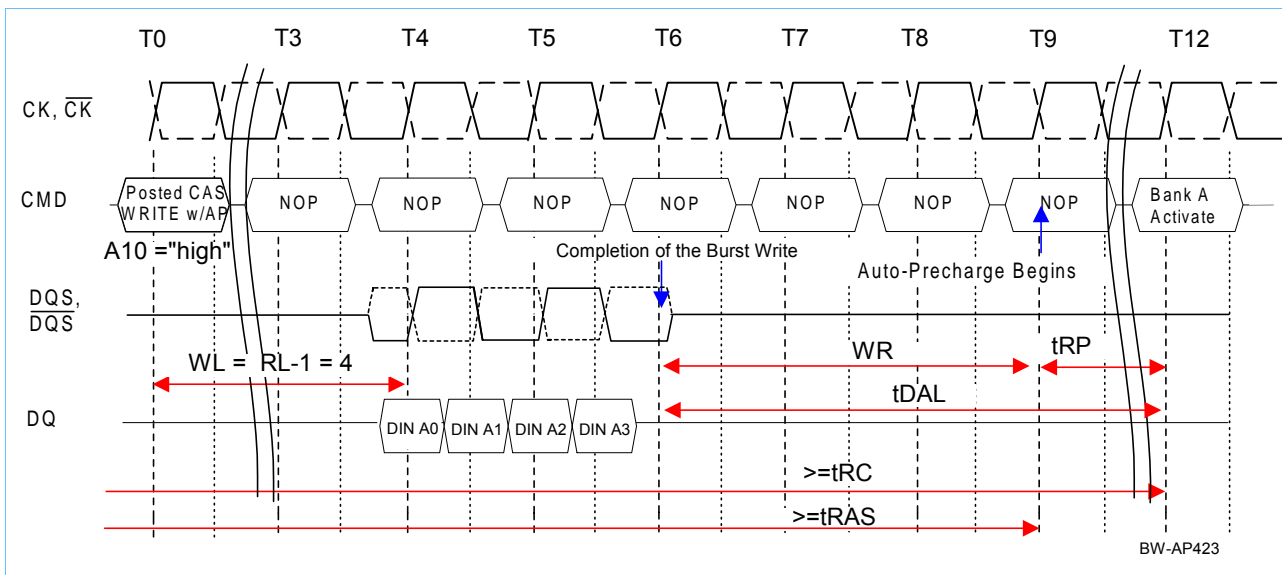 T0 T3 T4 T5 T6 T7 T8 T9 T12
CK, CK
CMD
Posted CAS
WRITE w/AP
NOP NOP NOP NOP NOP NOP NOP
Bank A
Activate
A10 ="high"
Completion of the Burst Write
Auto-Precharge Begins
DQS,
DQS
WL = RL-1 = 4
WR
tRP
tDAL
DQ
DIN A0 DIN A1 DIN A2 DIN A3
>=tRC
>=tRAS
BW-AP423